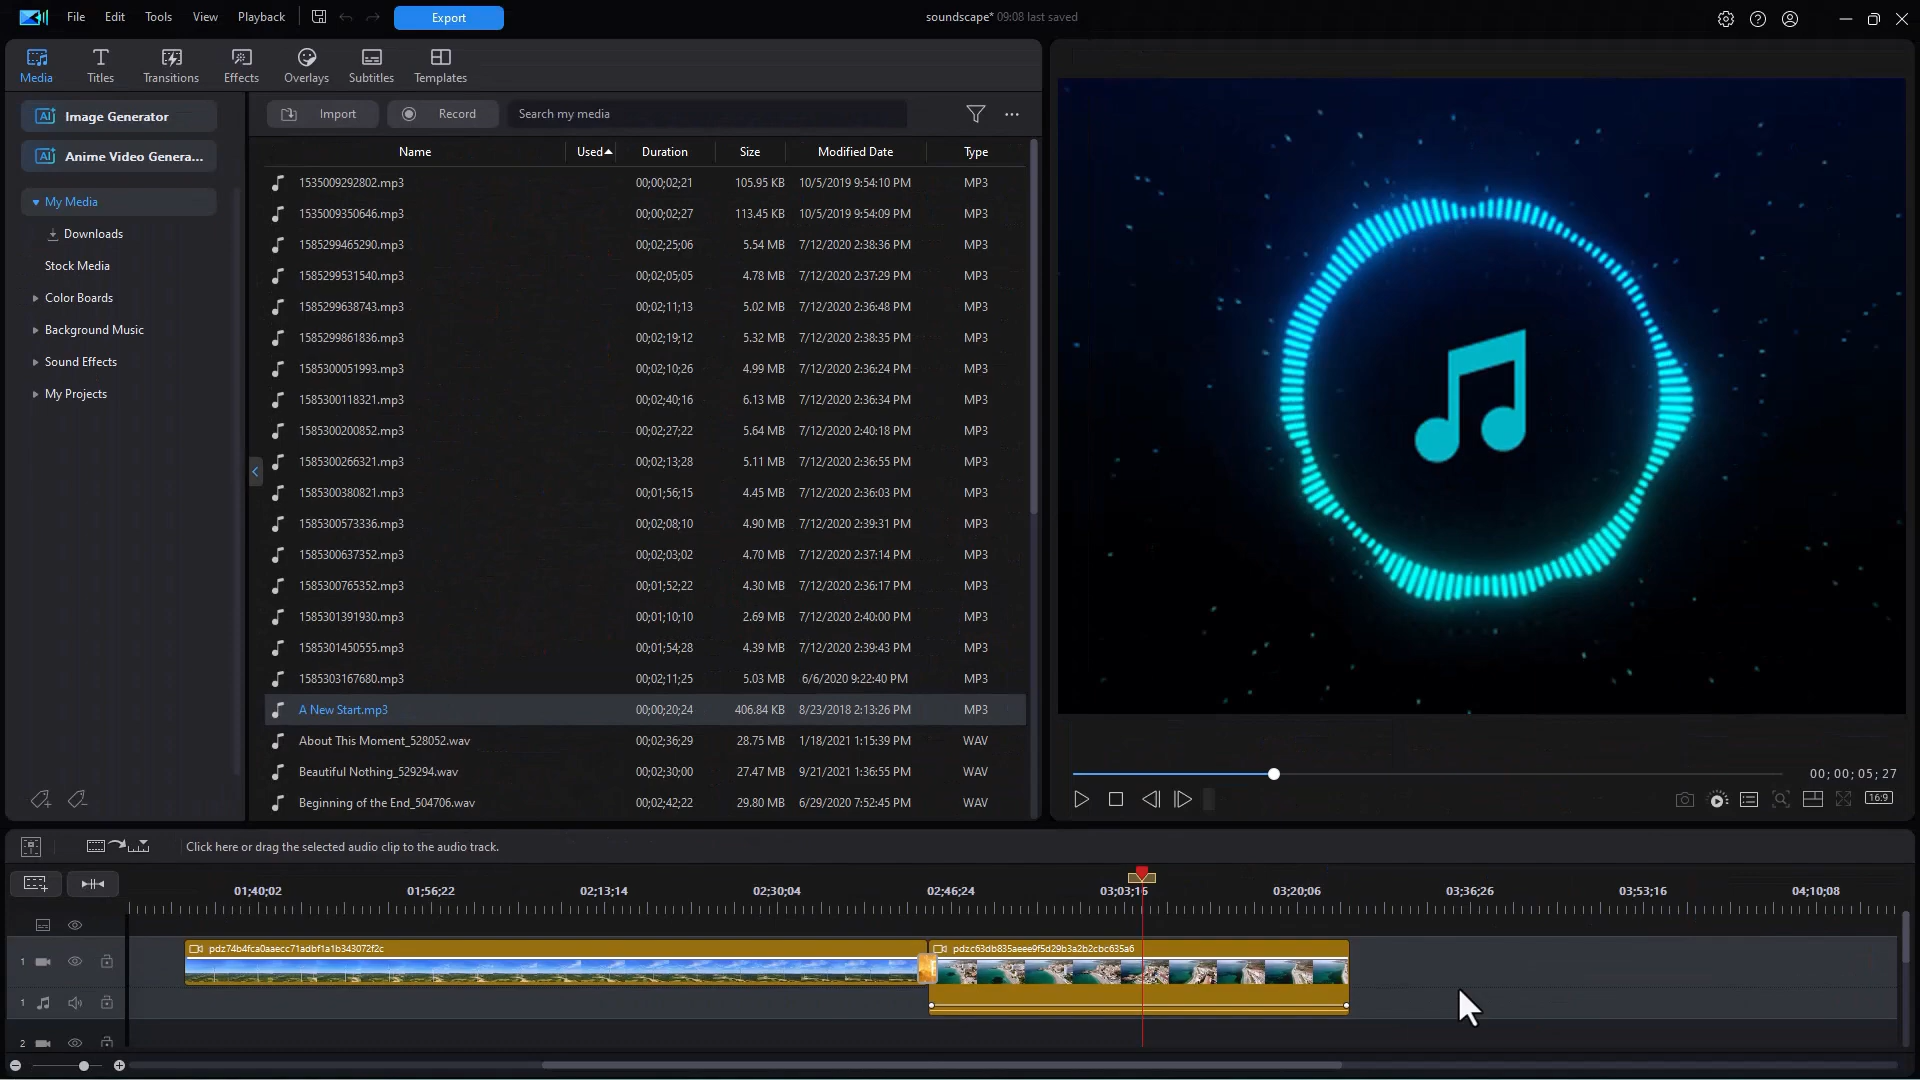 File Edit Tools View Playback Export soundscape* 09:08 last saved
Media Titles Transitions Effects Overlays Subtitles Templates
AI Image Generator
AI Anime Video Genera...
My Media
Downloads
Stock Media
Color Boards
Background Music
Sound Effects
My Projects
Import Record Search my media
Name Used Duration Size Modified Date Type
1535009292802.mp3 00;00;02;21 105.95 KB 10/5/2019 9:54:10 PM MP3
1535009350646.mp3 00;00;02;27 113.45 KB 10/5/2019 9:54:09 PM MP3
1585299465290.mp3 00;02;25;06 5.54 MB 7/12/2020 2:38:36 PM MP3
1585299531540.mp3 00;02;05;05 4.78 MB 7/12/2020 2:37:29 PM MP3
1585299638743.mp3 00;02;11;13 5.02 MB 7/12/2020 2:36:48 PM MP3
1585299861836.mp3 00;02;19;12 5.32 MB 7/12/2020 2:38:35 PM MP3
1585300051993.mp3 00;02;10;26 4.99 MB 7/12/2020 2:36:24 PM MP3
1585300118321.mp3 00;02;40;16 6.13 MB 7/12/2020 2:36:34 PM MP3
1585300200852.mp3 00;02;27;22 5.64 MB 7/12/2020 2:40:18 PM MP3
1585300266321.mp3 00;02;13;28 5.11 MB 7/12/2020 2:36:55 PM MP3
1585300380821.mp3 00;01;56;15 4.45 MB 7/12/2020 2:36:03 PM MP3
1585300573336.mp3 00;02;08;10 4.90 MB 7/12/2020 2:39:31 PM MP3
1585300637352.mp3 00;02;03;02 4.70 MB 7/12/2020 2:37:14 PM MP3
1585300765352.mp3 00;01;52;22 4.30 MB 7/12/2020 2:36:17 PM MP3
1585301391930.mp3 00;01;10;10 2.69 MB 7/12/2020 2:40:00 PM MP3
1585301450555.mp3 00;01;54;28 4.39 MB 7/12/2020 2:39:43 PM MP3
1585303167680.mp3 00;02;11;25 5.03 MB 6/6/2020 9:22:40 PM MP3
A New Start.mp3 00;00;20;24 406.84 KB 8/23/2018 2:13:26 PM MP3
About This Moment_528052.wav 00;02;36;29 28.75 MB 1/18/2021 1:15:39 PM WAV
Beautiful Nothing_529294.wav 00;02;30;00 27.47 MB 9/21/2021 1:36:55 PM WAV
Beginning of the End_504706.wav 00;02;42;22 29.80 MB 6/29/2020 7:52:45 PM WAV
00; 00; 05; 27
16:9
Click here or drag the selected audio clip to the audio track.
01;40;02 01;56;22 02;13;14 02;30;04 02;46;24 03;03;16 03;20;06 03;36;26 03;53;16 04;10;08
1 pdz74b4fca0aaecc71adbf1a1b343072f2c pdzc63db835aeee9f5d29b3a2b2cbc635a6
1
2